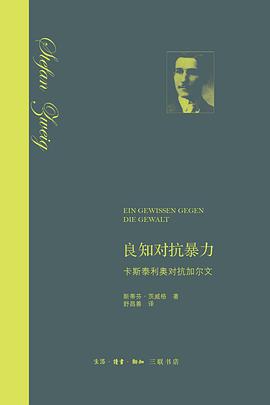 Stefan Zweig
EIN GEWISSEN GEGEN
DIE GEWALT
良知对抗暴力
卡斯泰利奥对抗加尔文
斯蒂芬·茨威格 著
舒昌善 译
生活·读书·新知 三联书店